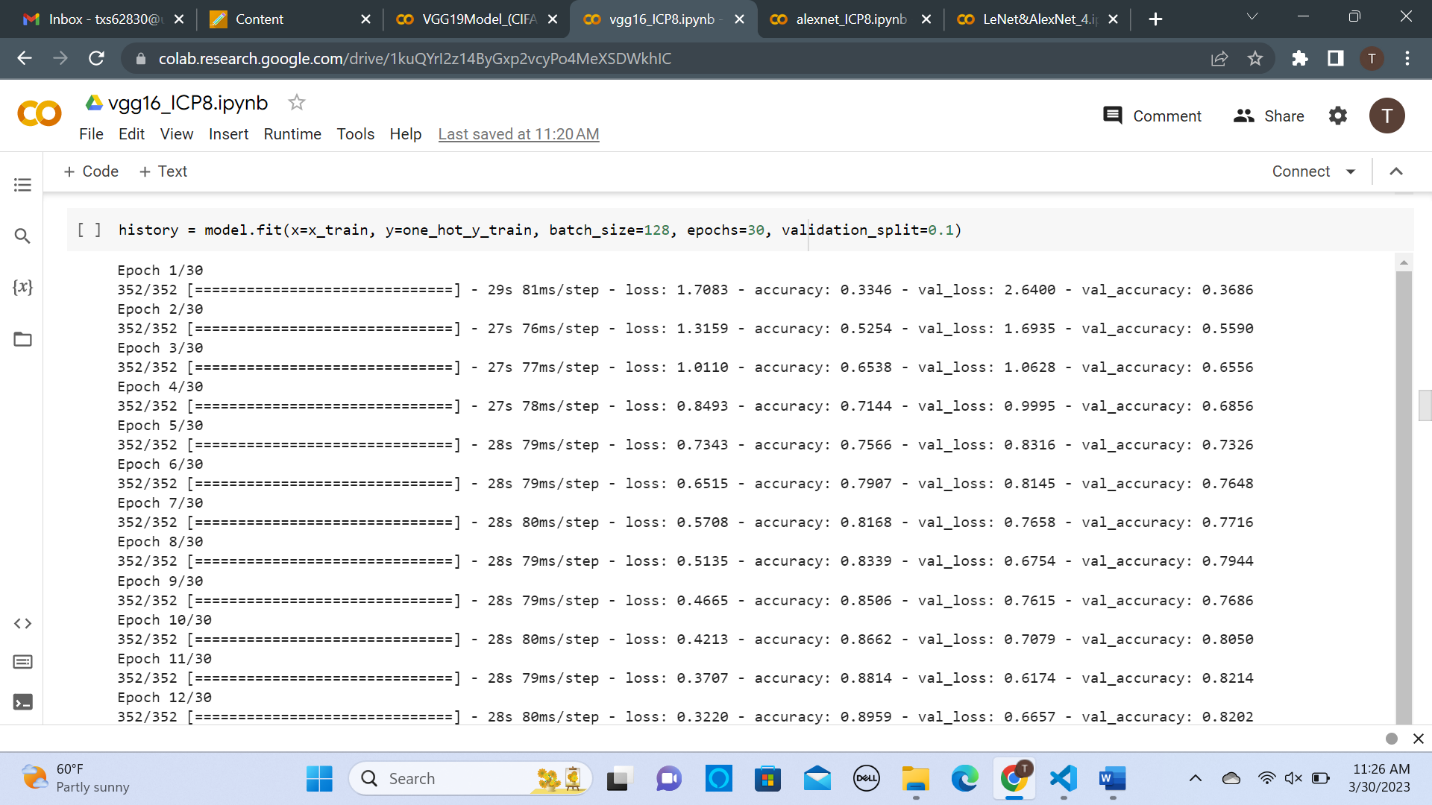 Inbox - txs62830@u
Content
VGG19Model_(CIFA
vgg16_ICP8.ipynb -
alexnet_ICP8.ipynb
LeNet&AlexNet_4.i
colab.research.google.com/drive/1kuQYrI2z14ByGxp2vcyPo4MeXSDWkhIC
T
vgg16_ICP8.ipynb
File Edit View Insert Runtime Tools Help Last saved at 11:20 AM
Comment Share T
+ Code + Text
Connect
[ ] history = model.fit(x=x_train, y=one_hot_y_train, batch_size=128, epochs=30, validation_split=0.1)
{x}
Epoch 1/30
352/352 [==============================] - 29s 81ms/step - loss: 1.7083 - accuracy: 0.3346 - val_loss: 2.6400 - val_accuracy: 0.3686
Epoch 2/30
352/352 [==============================] - 27s 76ms/step - loss: 1.3159 - accuracy: 0.5254 - val_loss: 1.6935 - val_accuracy: 0.5590
Epoch 3/30
352/352 [==============================] - 27s 77ms/step - loss: 1.0110 - accuracy: 0.6538 - val_loss: 1.0628 - val_accuracy: 0.6556
Epoch 4/30
352/352 [==============================] - 27s 78ms/step - loss: 0.8493 - accuracy: 0.7144 - val_loss: 0.9995 - val_accuracy: 0.6856
Epoch 5/30
352/352 [==============================] - 28s 79ms/step - loss: 0.7343 - accuracy: 0.7566 - val_loss: 0.8316 - val_accuracy: 0.7326
Epoch 6/30
352/352 [==============================] - 28s 79ms/step - loss: 0.6515 - accuracy: 0.7907 - val_loss: 0.8145 - val_accuracy: 0.7648
Epoch 7/30
352/352 [==============================] - 28s 80ms/step - loss: 0.5708 - accuracy: 0.8168 - val_loss: 0.7658 - val_accuracy: 0.7716
Epoch 8/30
352/352 [==============================] - 28s 79ms/step - loss: 0.5135 - accuracy: 0.8339 - val_loss: 0.6754 - val_accuracy: 0.7944
Epoch 9/30
352/352 [==============================] - 28s 79ms/step - loss: 0.4665 - accuracy: 0.8506 - val_loss: 0.7615 - val_accuracy: 0.7686
Epoch 10/30
352/352 [==============================] - 28s 80ms/step - loss: 0.4213 - accuracy: 0.8662 - val_loss: 0.7079 - val_accuracy: 0.8050
Epoch 11/30
352/352 [==============================] - 28s 79ms/step - loss: 0.3707 - accuracy: 0.8814 - val_loss: 0.6174 - val_accuracy: 0.8214
Epoch 12/30
352/352 [==============================] - 28s 80ms/step - loss: 0.3220 - accuracy: 0.8959 - val_loss: 0.6657 - val_accuracy: 0.8202
60°F
Partly sunny
Search
DELL
T
W
11:26 AM
3/30/2023